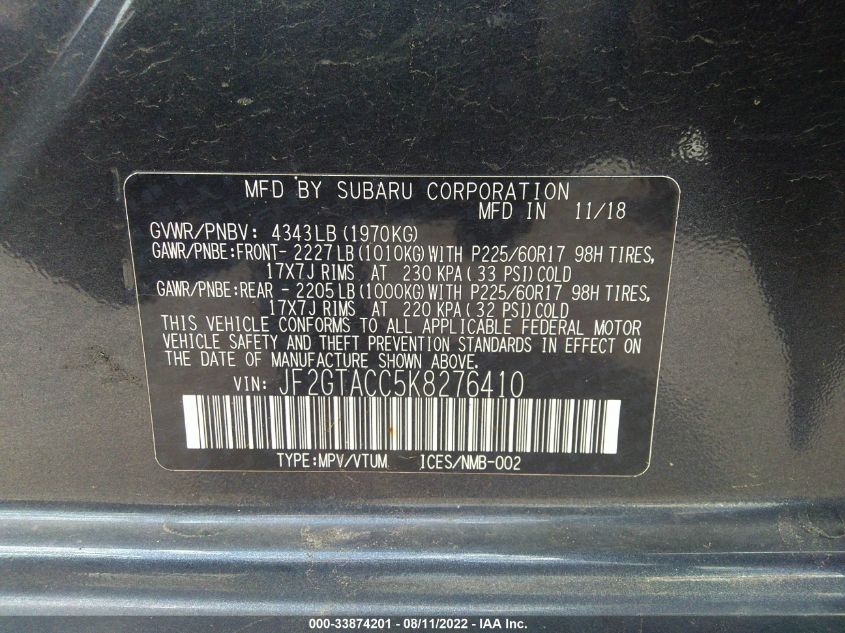 MFD BY SUBARU CORPORATION
MFD IN 11/18
GVWR/PNBV: 4343LB(1970KG)
GAWR/PNBE:FRONT- 2227LB(1010KG)WITH P225/60R17 98H TIRES,
17X7J RIMS AT 230 KPA(33 PSI)COLD
GAWR/PNBE:REAR - 2205LB(1000KG)WITH P225/60R17 98H TIRES,
17X7J RIMS AT 220 KPA(32 PSI)COLD
THIS VEHICLE CONFORMS TO ALL APPLICABLE FEDERAL MOTOR
VEHICLE SAFETY AND THEFT PREVENTION STANDARDS IN EFFECT ON
THE DATE OF MANUFACTURE SHOWN ABOVE.
VIN: JF2GTACC5K8276410
TYPE:MPV/VTUM ICES/NMB-002
000-33874201 - 08/11/2022 - IAA Inc.